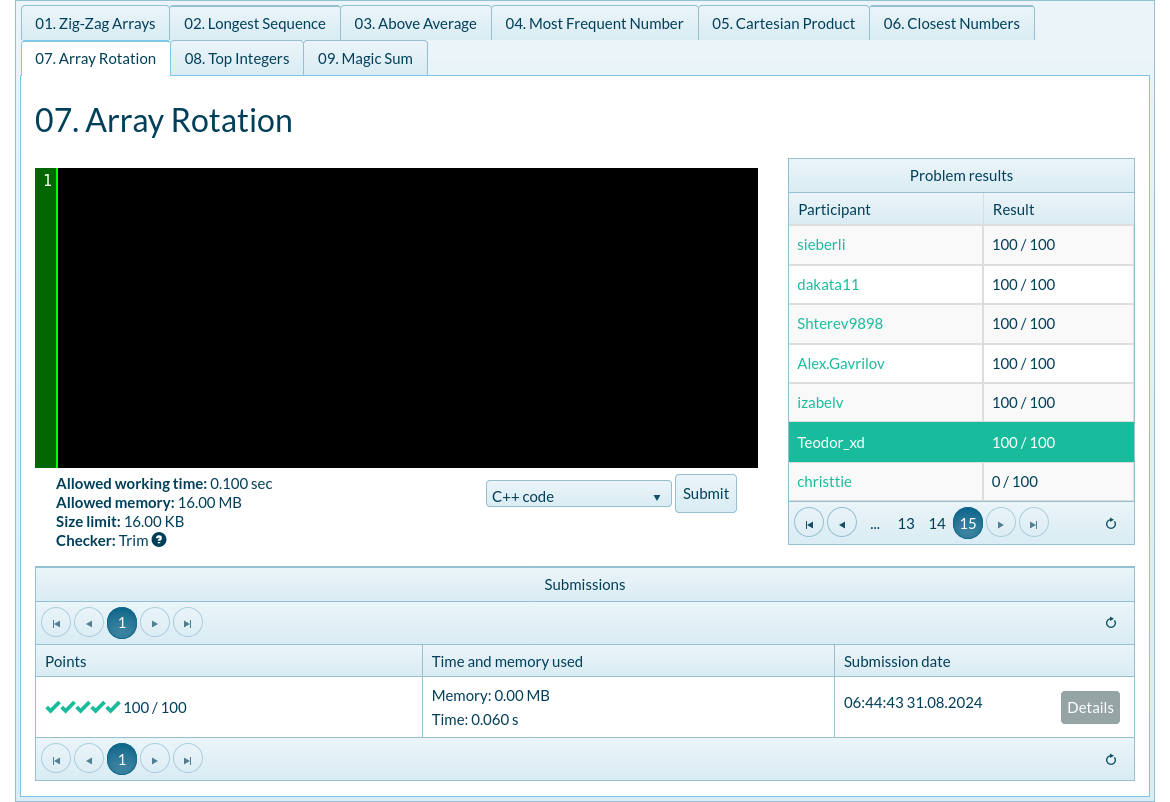 01. Zig-Zag Arrays 02. Longest Sequence 03. Above Average 04. Most Frequent Number 05. Cartesian Product 06. Closest Numbers
07. Array Rotation 08. Top Integers 09. Magic Sum
07. Array Rotation
1
Allowed working time: 0.100 sec
Allowed memory: 16.00 MB
Size limit: 16.00 KB
Checker: Trim ?
C++ code Submit
Problem results
Participant Result
sieberli 100 / 100
dakata11 100 / 100
Shterev9898 100 / 100
Alex.Gavrilov 100 / 100
izabelv 100 / 100
Teodor_xd 100 / 100
christtie 0 / 100
... 13 14 15
Submissions
1
Points Time and memory used Submission date
100 / 100 Memory: 0.00 MB 06:44:43 31.08.2024 Details
Time: 0.060 s
1